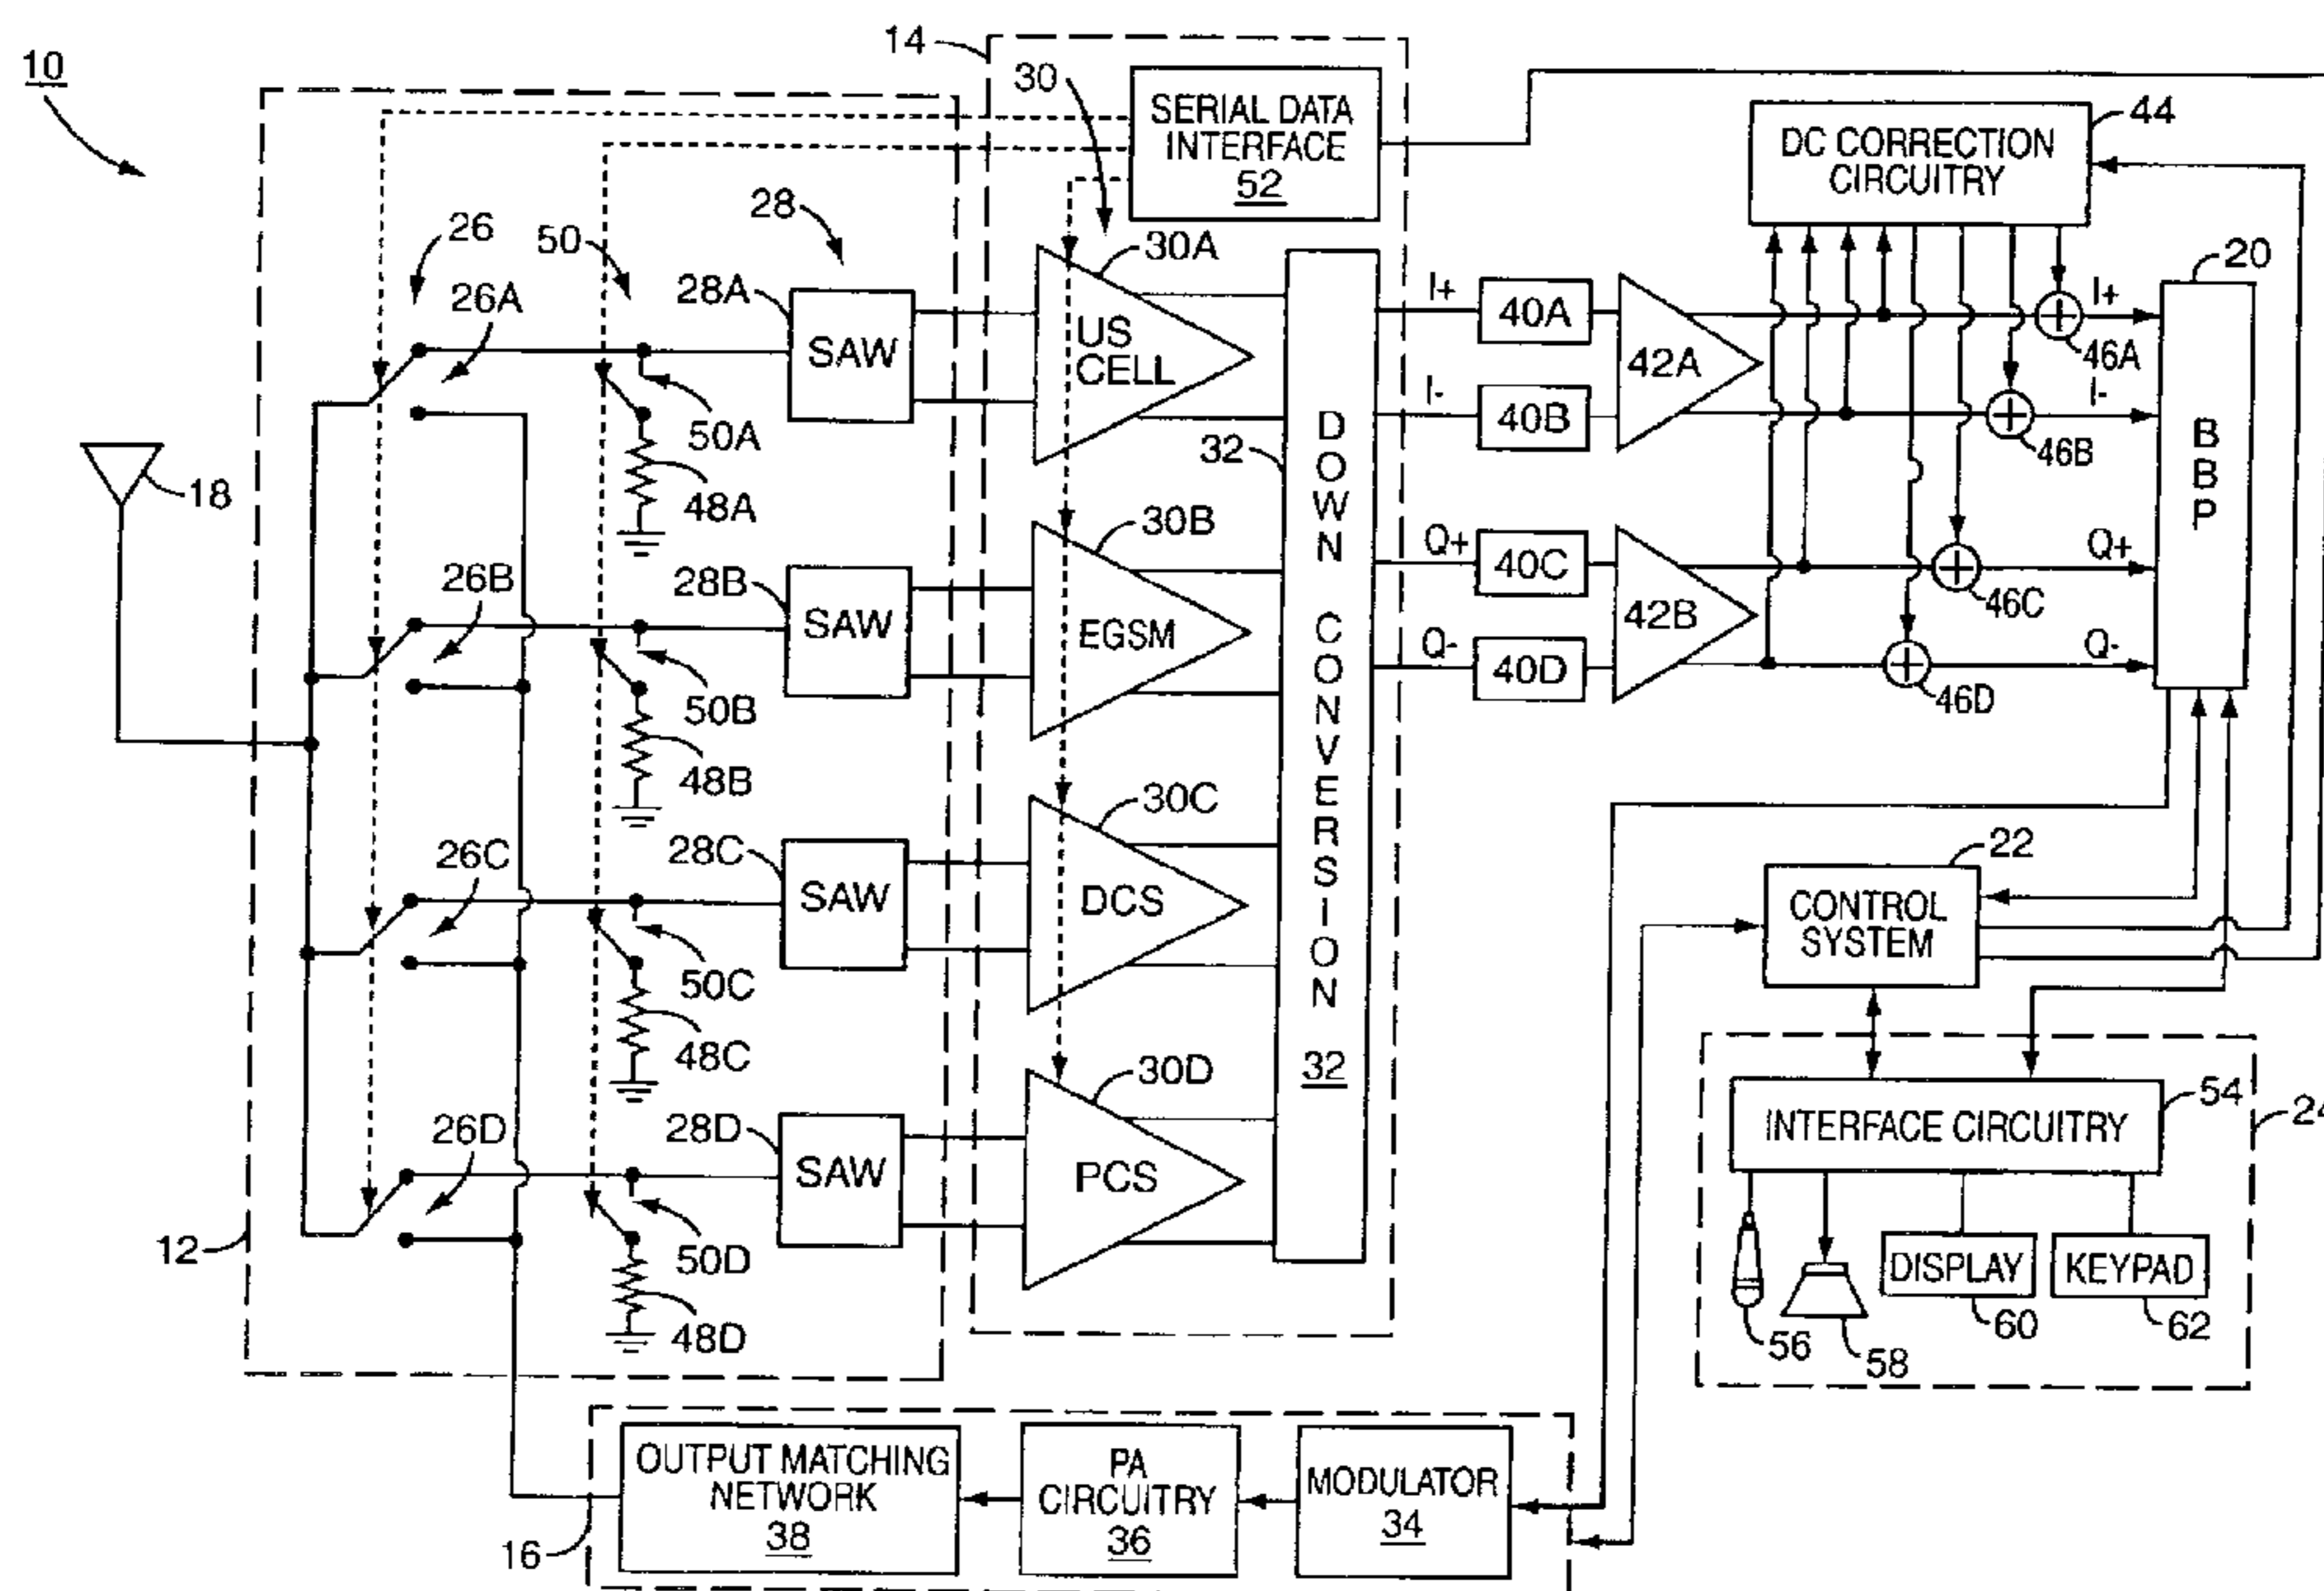 10
14
30
SERIAL DATA
INTERFACE
52
DC CORRECTION
CIRCUITRY
44
26
50
28
26A
28A
SAW
30A
US
CELL
I+
40A
42A
I+
46A
20
I-
40B
I-
46B
B
B
P
18
50A
48A
32
D
O
W
N
C
O
N
V
E
R
S
I
O
N
32
26B
28B
SAW
30B
EGSM
Q+
40C
42B
46C
Q+
Q-
40D
46D
Q-
50B
48B
26C
28C
SAW
30C
DCS
50C
48C
22
CONTROL
SYSTEM
26D
28D
SAW
30D
PCS
50D
48D
12
54
INTERFACE CIRCUITRY
24
DISPLAY
KEYPAD
56
58
60
62
16
OUTPUT MATCHING
NETWORK
38
PA
CIRCUITRY
36
MODULATOR
34